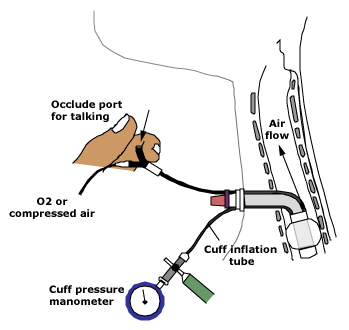 Occlude port
for talking
Air
flow
O2 or
compressed air
Cuff inflation
tube
Cuff pressure
manometer